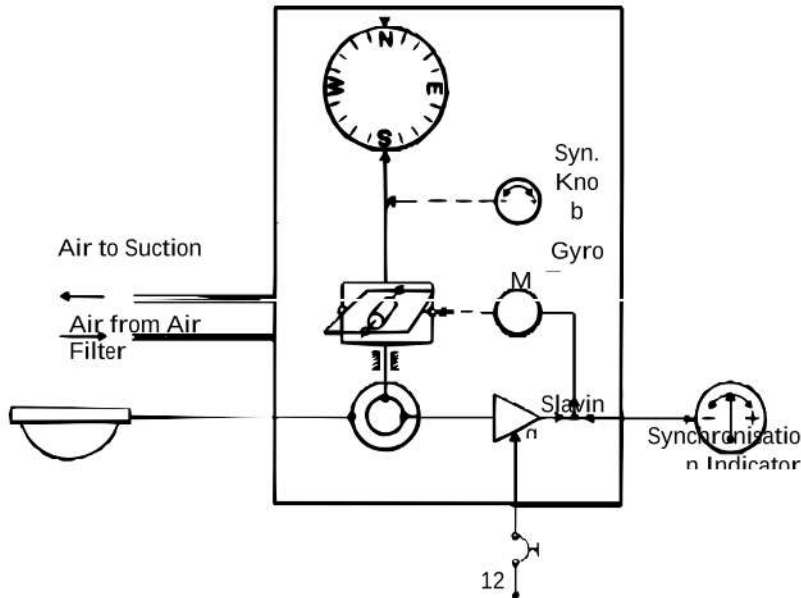 N
W
E
S
Syn.
Kno
b
Gyro
M
Air to Suction
Air from Air
Filter
Slavin
Synchronisatio
n Indicator
- +
12